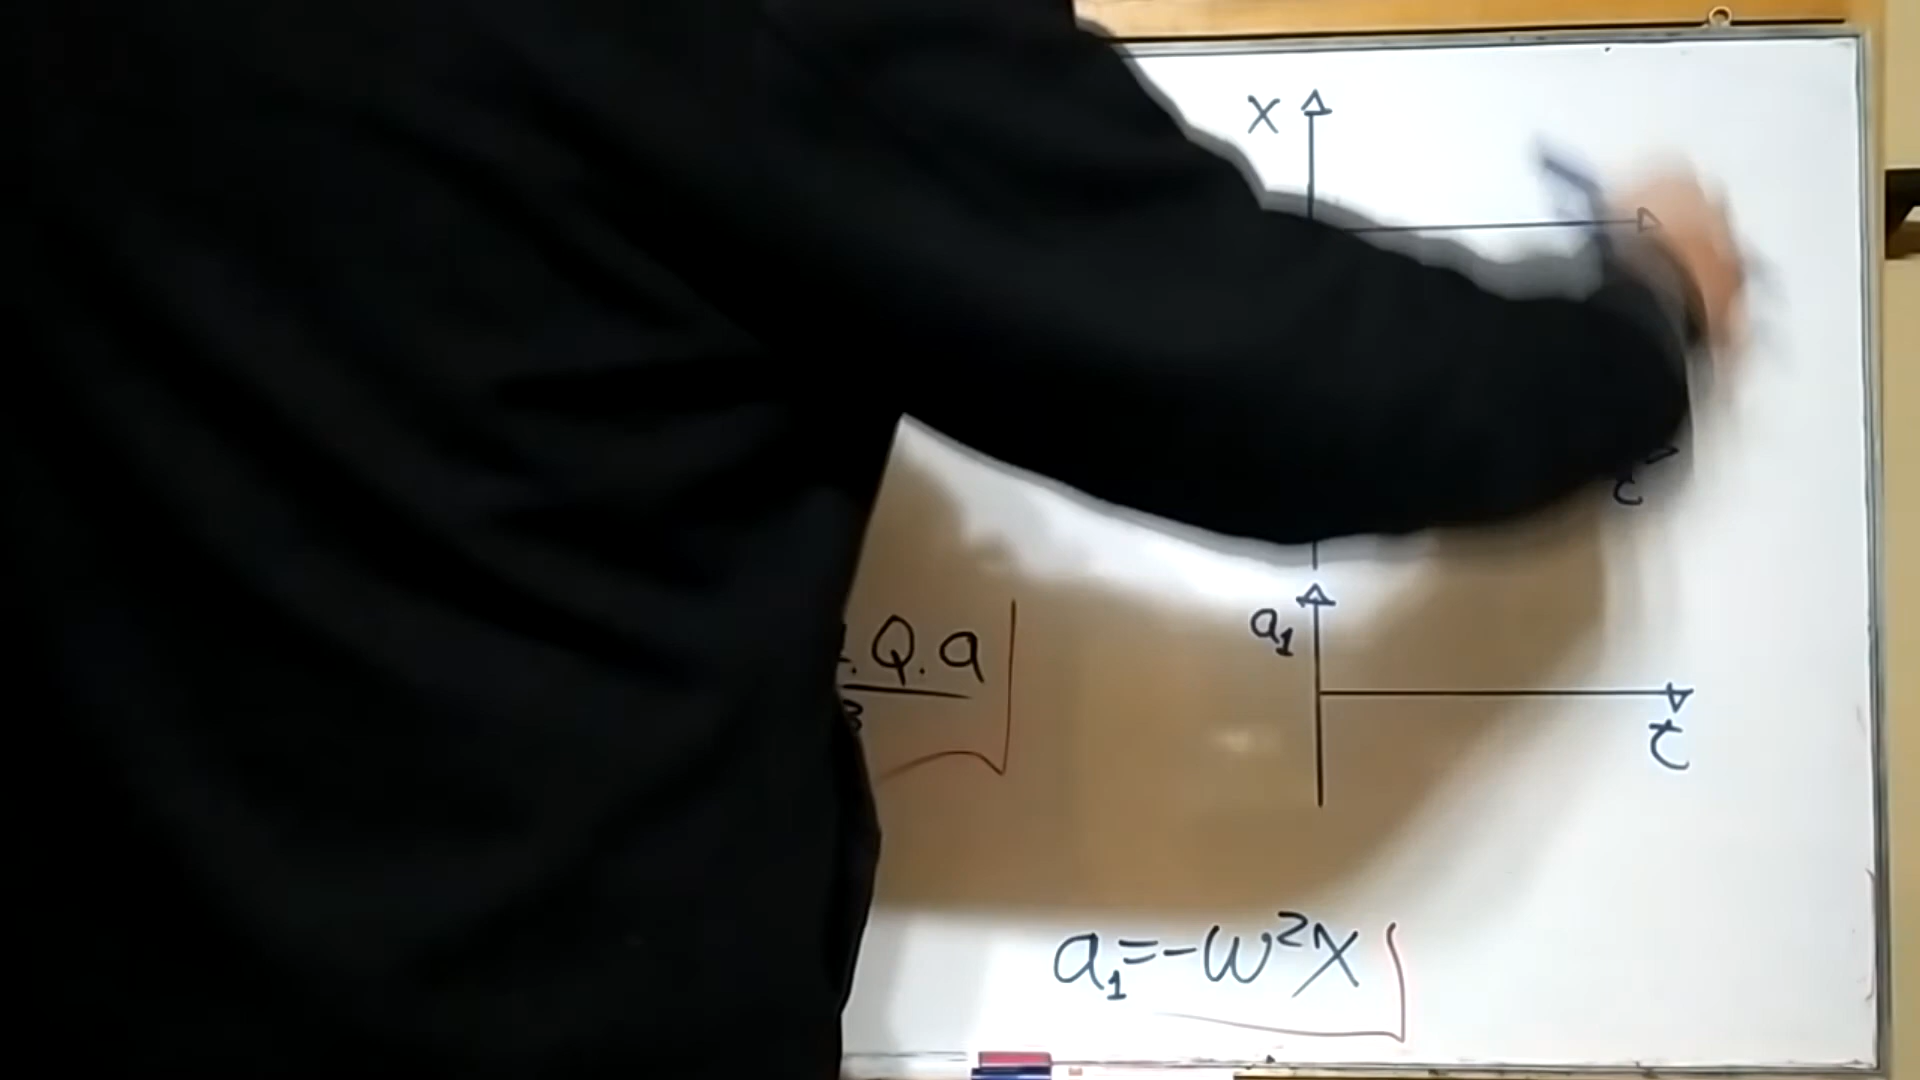 X
t
a₁
. Q. a
t
a₁=-ω²x